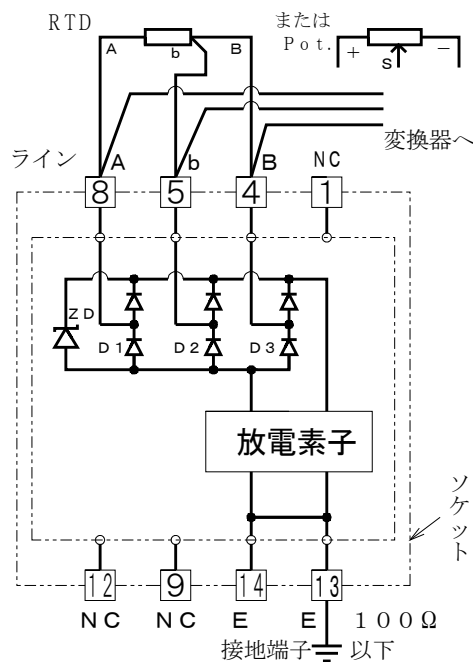 RTD
または
Pot.
A
b
B
+
S
−
変換器へ
ライン
A
b
B
NC
8
5
4
1
ZD
D1
D2
D3
放電素子
ソケット
12
9
14
13
NC
NC
E
E
100Ω
接地端子
以下